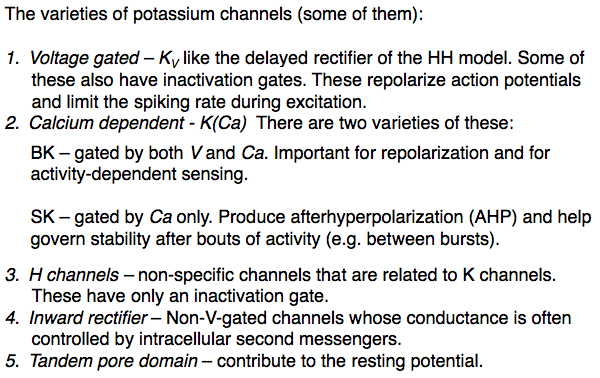 The varieties of potassium channels (some of them):
1. Voltage gated – KV like the delayed rectifier of the HH model. Some of
these also have inactivation gates. These repolarize action potentials
and limit the spiking rate during excitation.
2. Calcium dependent - K(Ca) There are two varieties of these:
BK – gated by both V and Ca. Important for repolarization and for
activity-dependent sensing.
SK – gated by Ca only. Produce afterhyperpolarization (AHP) and help
govern stability after bouts of activity (e.g. between bursts).
3. H channels – non-specific channels that are related to K channels.
These have only an inactivation gate.
4. Inward rectifier – Non-V-gated channels whose conductance is often
controlled by intracellular second messengers.
5. Tandem pore domain – contribute to the resting potential.